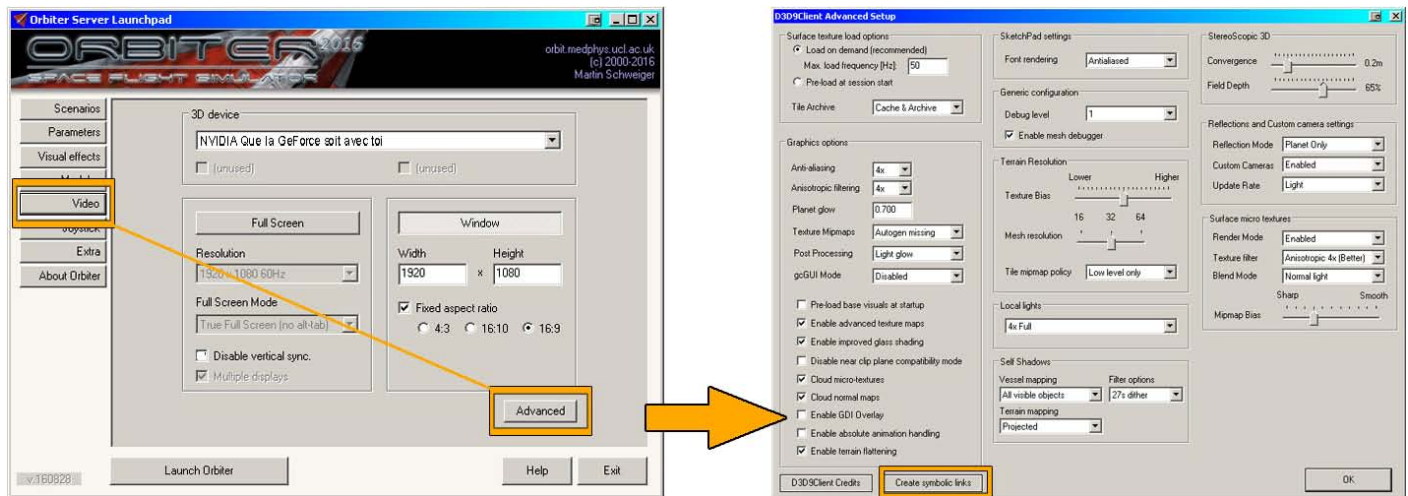 Orbiter Server Launchpad
ORBITER 2016
SPACE FLIGHT SIMULATOR
orbit.medphys.ucl.ac.uk
(c) 2000-2016
Martin Schweiger
Scenarios
Parameters
Visual effects
Video
Joystick
Extra
About Orbiter
3D device
NVIDIA Que la GeForce soit avec toi
(unused) (unused)
Full Screen
Resolution
1920 x 1080 60Hz
Full Screen Mode
True Full Screen (no alt-tab)
Disable vertical sync.
Multiple displays
Window
Width Height
1920 x 1080
Fixed aspect ratio
4:3 16:10 16:9
Advanced
v.160828
Launch Orbiter
Help
Exit
D3D9Client Advanced Setup
Surface texture load options
Load on demand (recommended)
Max. load frequency [Hz]: 50
Pre-load at session start
Tile Archive Cache & Archive
Graphics options
Anti-aliasing 4x
Anisotropic filtering 4x
Planet glow 0.700
Texture Mipmaps Autogen missing
Post Processing Light glow
gcGUI Mode Disabled
Pre-load base visuals at startup
Enable advanced texture maps
Enable improved glass shading
Disable near clip plane compatibility mode
Cloud micro-textures
Cloud normal maps
Enable GDI Overlay
Enable absolute animation handling
Enable terrain flattening
D3D9Client Credits
Create symbolic links
SketchPad settings
Font rendering Antialiased
Generic configuration
Debug level 1
Enable mesh debugger
Terrain Resolution
Lower Higher
Texture Bias
16 32 64
Mesh resolution
Tile mipmap policy Low level only
Local lights
4x Full
Self Shadows
Vessel mapping Filter options
All visible objects 27s dither
Terrain mapping
Projected
StereoScopic 3D
Convergence 0.2m
Field Depth 65%
Reflections and Custom camera settings
Reflection Mode Planet Only
Custom Cameras Enabled
Update Rate Light
Surface micro textures
Render Mode Enabled
Texture filter Anisotropic 4x (Better)
Blend Mode Normal light
Sharp Smooth
Mipmap Bias
OK